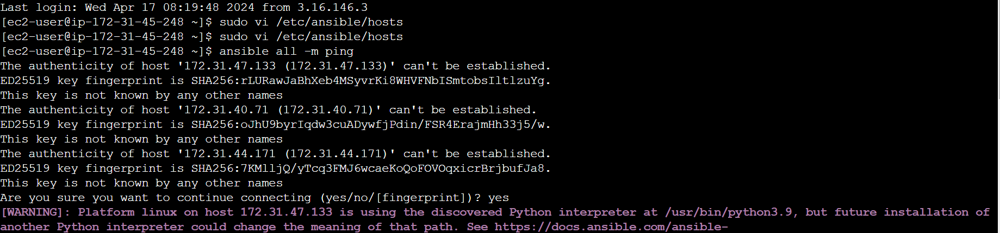 Last login: Wed Apr 17 08:19:48 2024 from 3.16.146.3
[ec2-user@ip-172-31-45-248 ~]$ sudo vi /etc/ansible/hosts
[ec2-user@ip-172-31-45-248 ~]$ sudo vi /etc/ansible/hosts
[ec2-user@ip-172-31-45-248 ~]$ ansible all -m ping
The authenticity of host '172.31.47.133 (172.31.47.133)' can't be established.
ED25519 key fingerprint is SHA256:rLURawJaBhXeb4MSyvrKi8WHVFNbISmtobsIltlzuYg.
This key is not known by any other names
The authenticity of host '172.31.40.71 (172.31.40.71)' can't be established.
ED25519 key fingerprint is SHA256:oJhU9byrIqdw3cuADywfjPdin/FSR4ErajmHh33j5/w.
This key is not known by any other names
The authenticity of host '172.31.44.171 (172.31.44.171)' can't be established.
ED25519 key fingerprint is SHA256:7KMlljQ/yTcq3FMJ6wcaeKoQoFOVOqxicrBrjbufJa8.
This key is not known by any other names
Are you sure you want to continue connecting (yes/no/[fingerprint])? yes
[WARNING]: Platform linux on host 172.31.47.133 is using the discovered Python interpreter at /usr/bin/python3.9, but future installation of
another Python interpreter could change the meaning of that path. See https://docs.ansible.com/ansible-